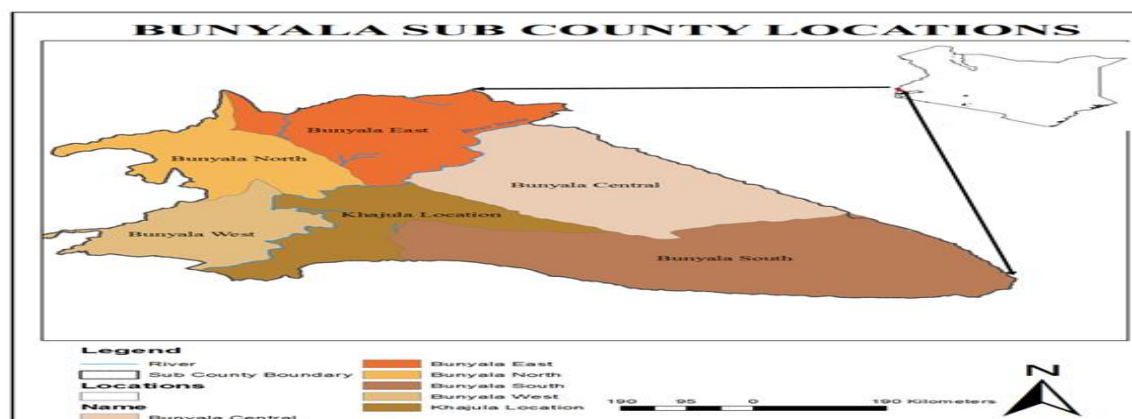 BUNYALA SUB COUNTY LOCATIONS
Bunyala East
Bunyala North
Bunyala Central
Khajula Location
Bunyala West
Bunyala South
Legend
River
Sub County Boundary
Locations
Name
Bunyala Central
Bunyala East
Bunyala North
Bunyala South
Bunyala West
Khajula Location
190 95 0 190 Kilometers
N